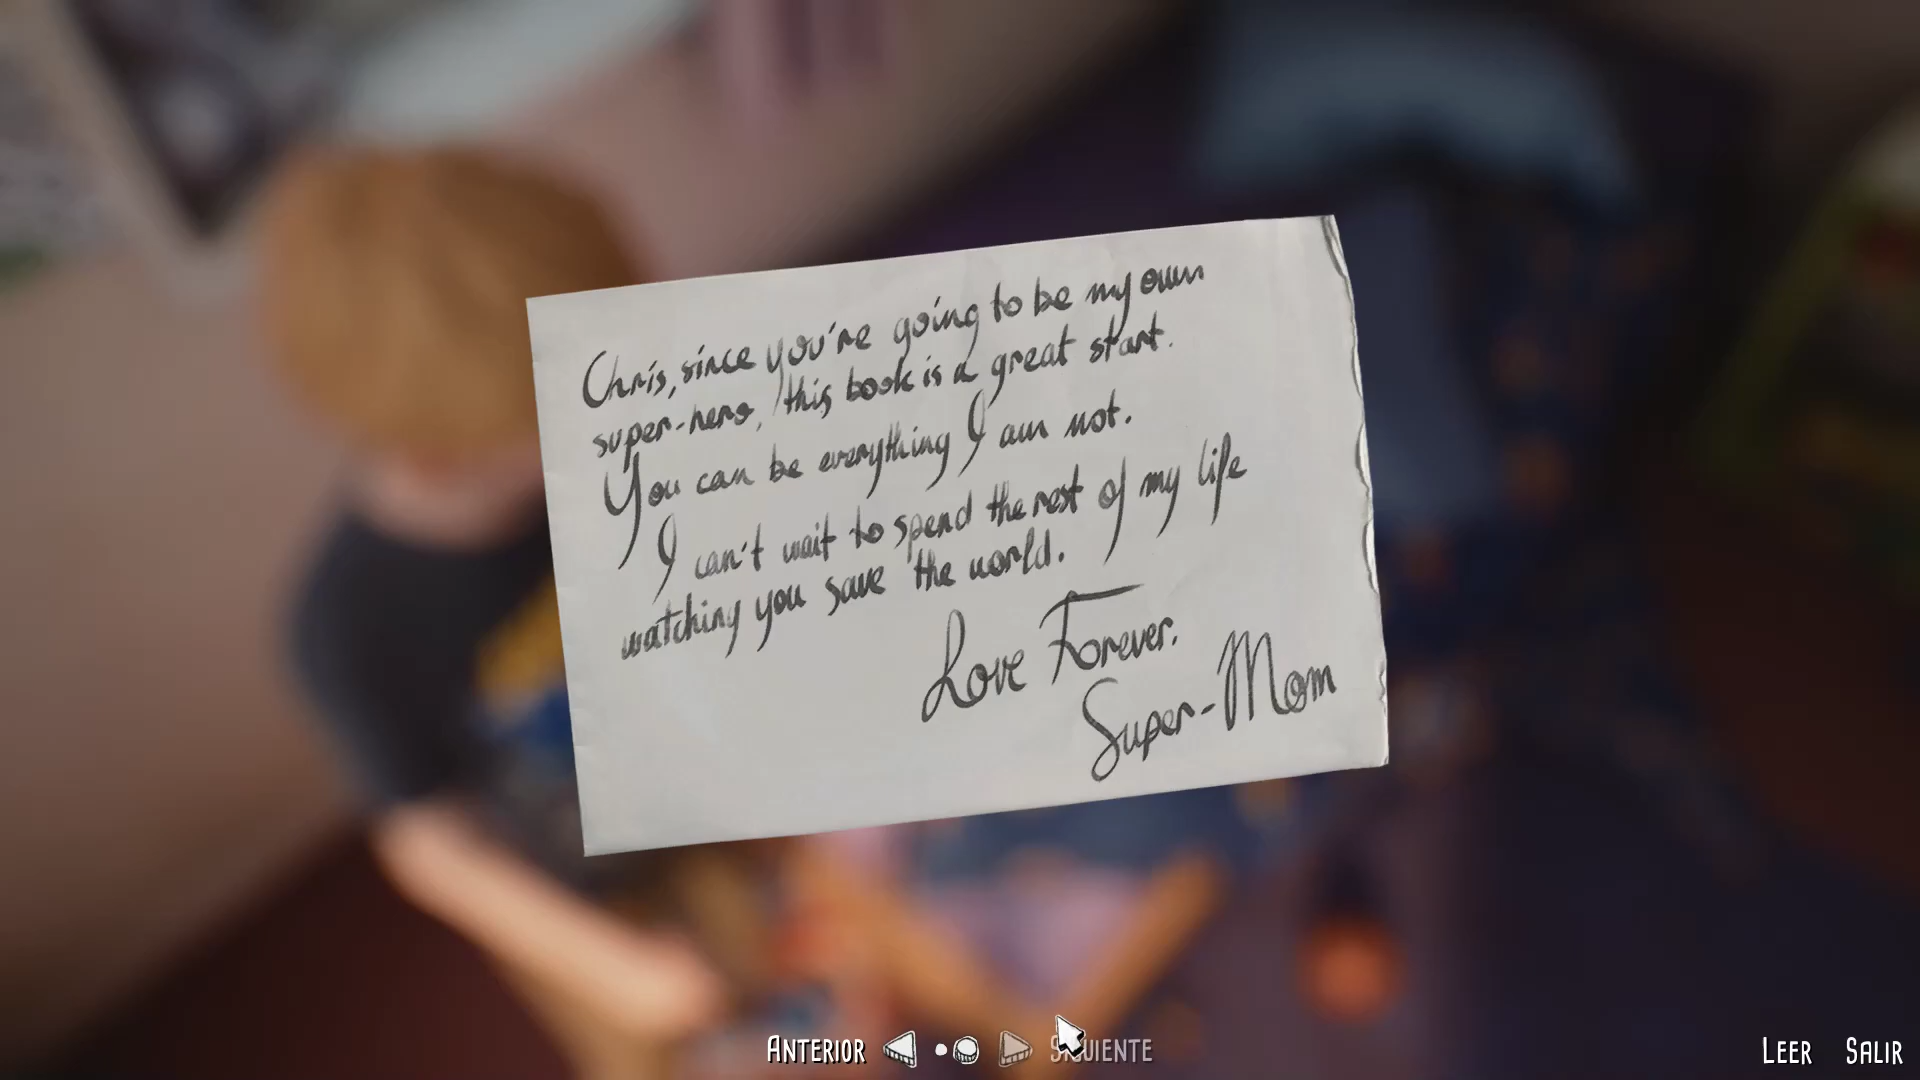 Chris, since you're going to be my own
super-hero, this book is a great start.
You can be everything I am not.
I can't wait to spend the rest of my life
watching you save the world.
Love Forever.
Super-Mom
ANTERIOR
SIGUIENTE
LEER SALIR